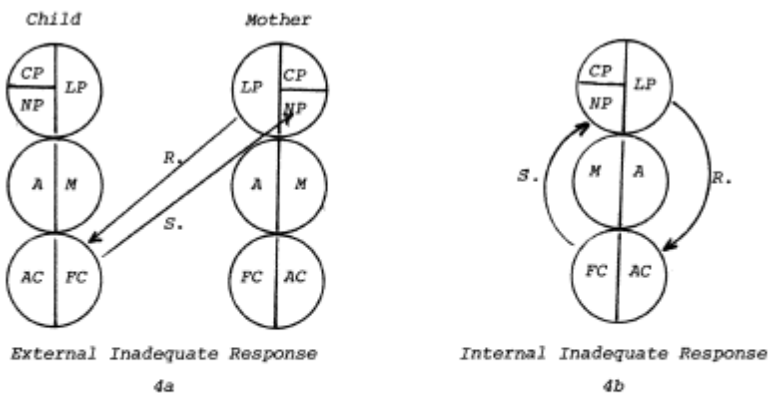 Child Mother
CP LP LP CP CP LP
NP NP NP
R. S. R.
A M A M M A
S.
AC FC FC AC FC AC
External Inadequate Response Internal Inadequate Response
4a 4b